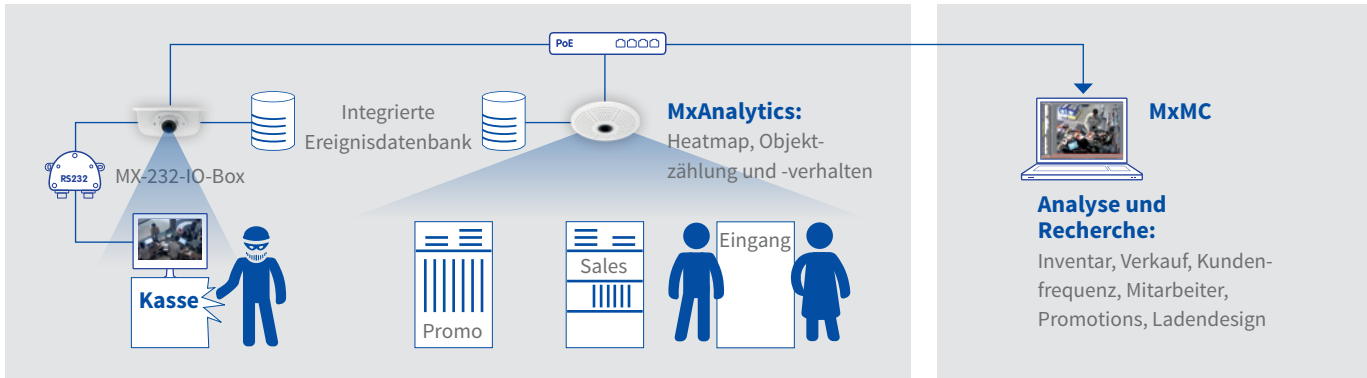 PoE
Integrierte
Ereignisdatenbank
MxAnalytics:
Heatmap, Objekt-
zählung und -verhalten
MxMC
RS232
MX-232-IO-Box
Analyse und
Recherche:
Inventar, Verkauf, Kunden-
frequenz, Mitarbeiter,
Promotions, Ladendesign
Kasse
Promo
Sales
Eingang